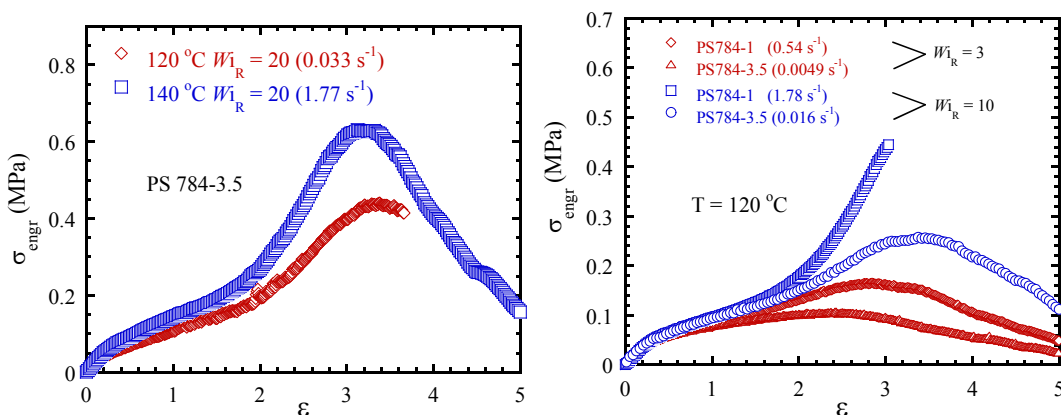 120 °C Wi_R = 20 (0.033 s⁻¹)
140 °C Wi_R = 20 (1.77 s⁻¹)
PS 784-3.5
σ_engr (MPa)
0.8
0.6
0.4
0.2
0
0 1 2 3 4 5
ε
PS784-1 (0.54 s⁻¹)
PS784-3.5 (0.0049 s⁻¹)
Wi_R = 3
PS784-1 (1.78 s⁻¹)
PS784-3.5 (0.016 s⁻¹)
Wi_R = 10
T = 120 °C
σ_engr (MPa)
0.7
0.6
0.5
0.4
0.3
0.2
0.1
0
0 1 2 3 4 5
ε